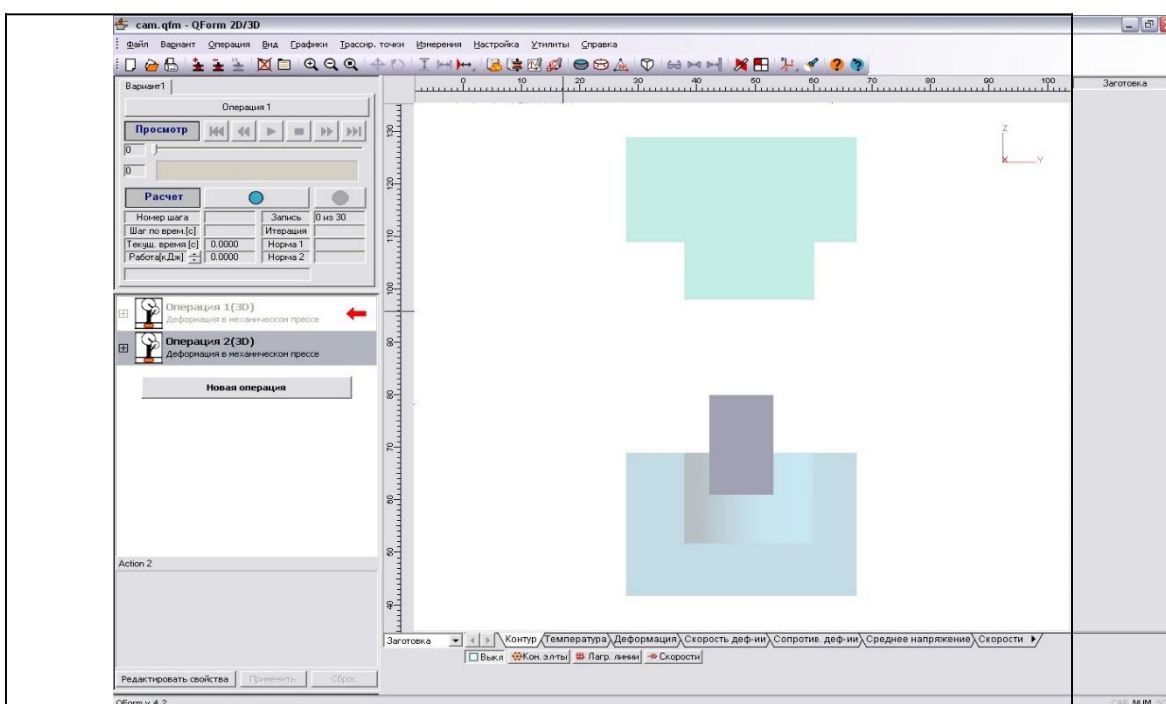 cam.qfm - QForm 2D/3D
Файл Вариант Операция Вид Графики Трассир. точки Измерения Настройка Утилиты Справка
Вариант1
0 10 20 30 40 50 60 70 80 90 100
Заготовка
Операция 1
Просмотр
0
0
Расчет
Номер шага Запись 0 из 30
Шаг по врем.[с] Итерация
Текущ. время [с] 0.0000 Норма 1
Работа[кДж] 0.0000 Норма 2
Операция 1(3D)
Деформация в механическом прессе
Операция 2(3D)
Деформация в механическом прессе
Новая операция
130
120
110
100
90
80
70
60
50
40
Z
X Y
Action 2
Заготовка Контур Температура Деформация Скорость деф-ии Сопротив. деф-ии Среднее напряжение Скорости
Выкл Кон. эл-ты Лагр. линии Скорости
Редактировать свойства Применить Сброс
QForm v.4.2
CAP NUM